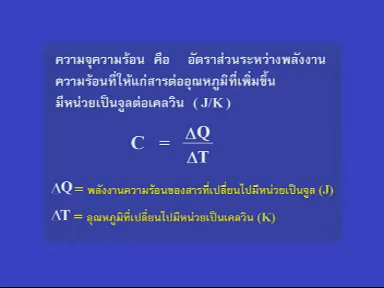 ความจุความร้อน คือ อัตราส่วนระหว่างพลังงาน
ความร้อนที่ให้แก่สารต่ออุณหภูมิที่เพิ่มขึ้น
มีหน่วยเป็นจูลต่อเคลวิน ( J/K )
C = ΔQ / ΔT
ΔQ = พลังงานความร้อนของสารที่เปลี่ยนไปมีหน่วยเป็นจูล (J)
ΔT = อุณหภูมิที่เปลี่ยนไปมีหน่วยเป็นเคลวิน (K)